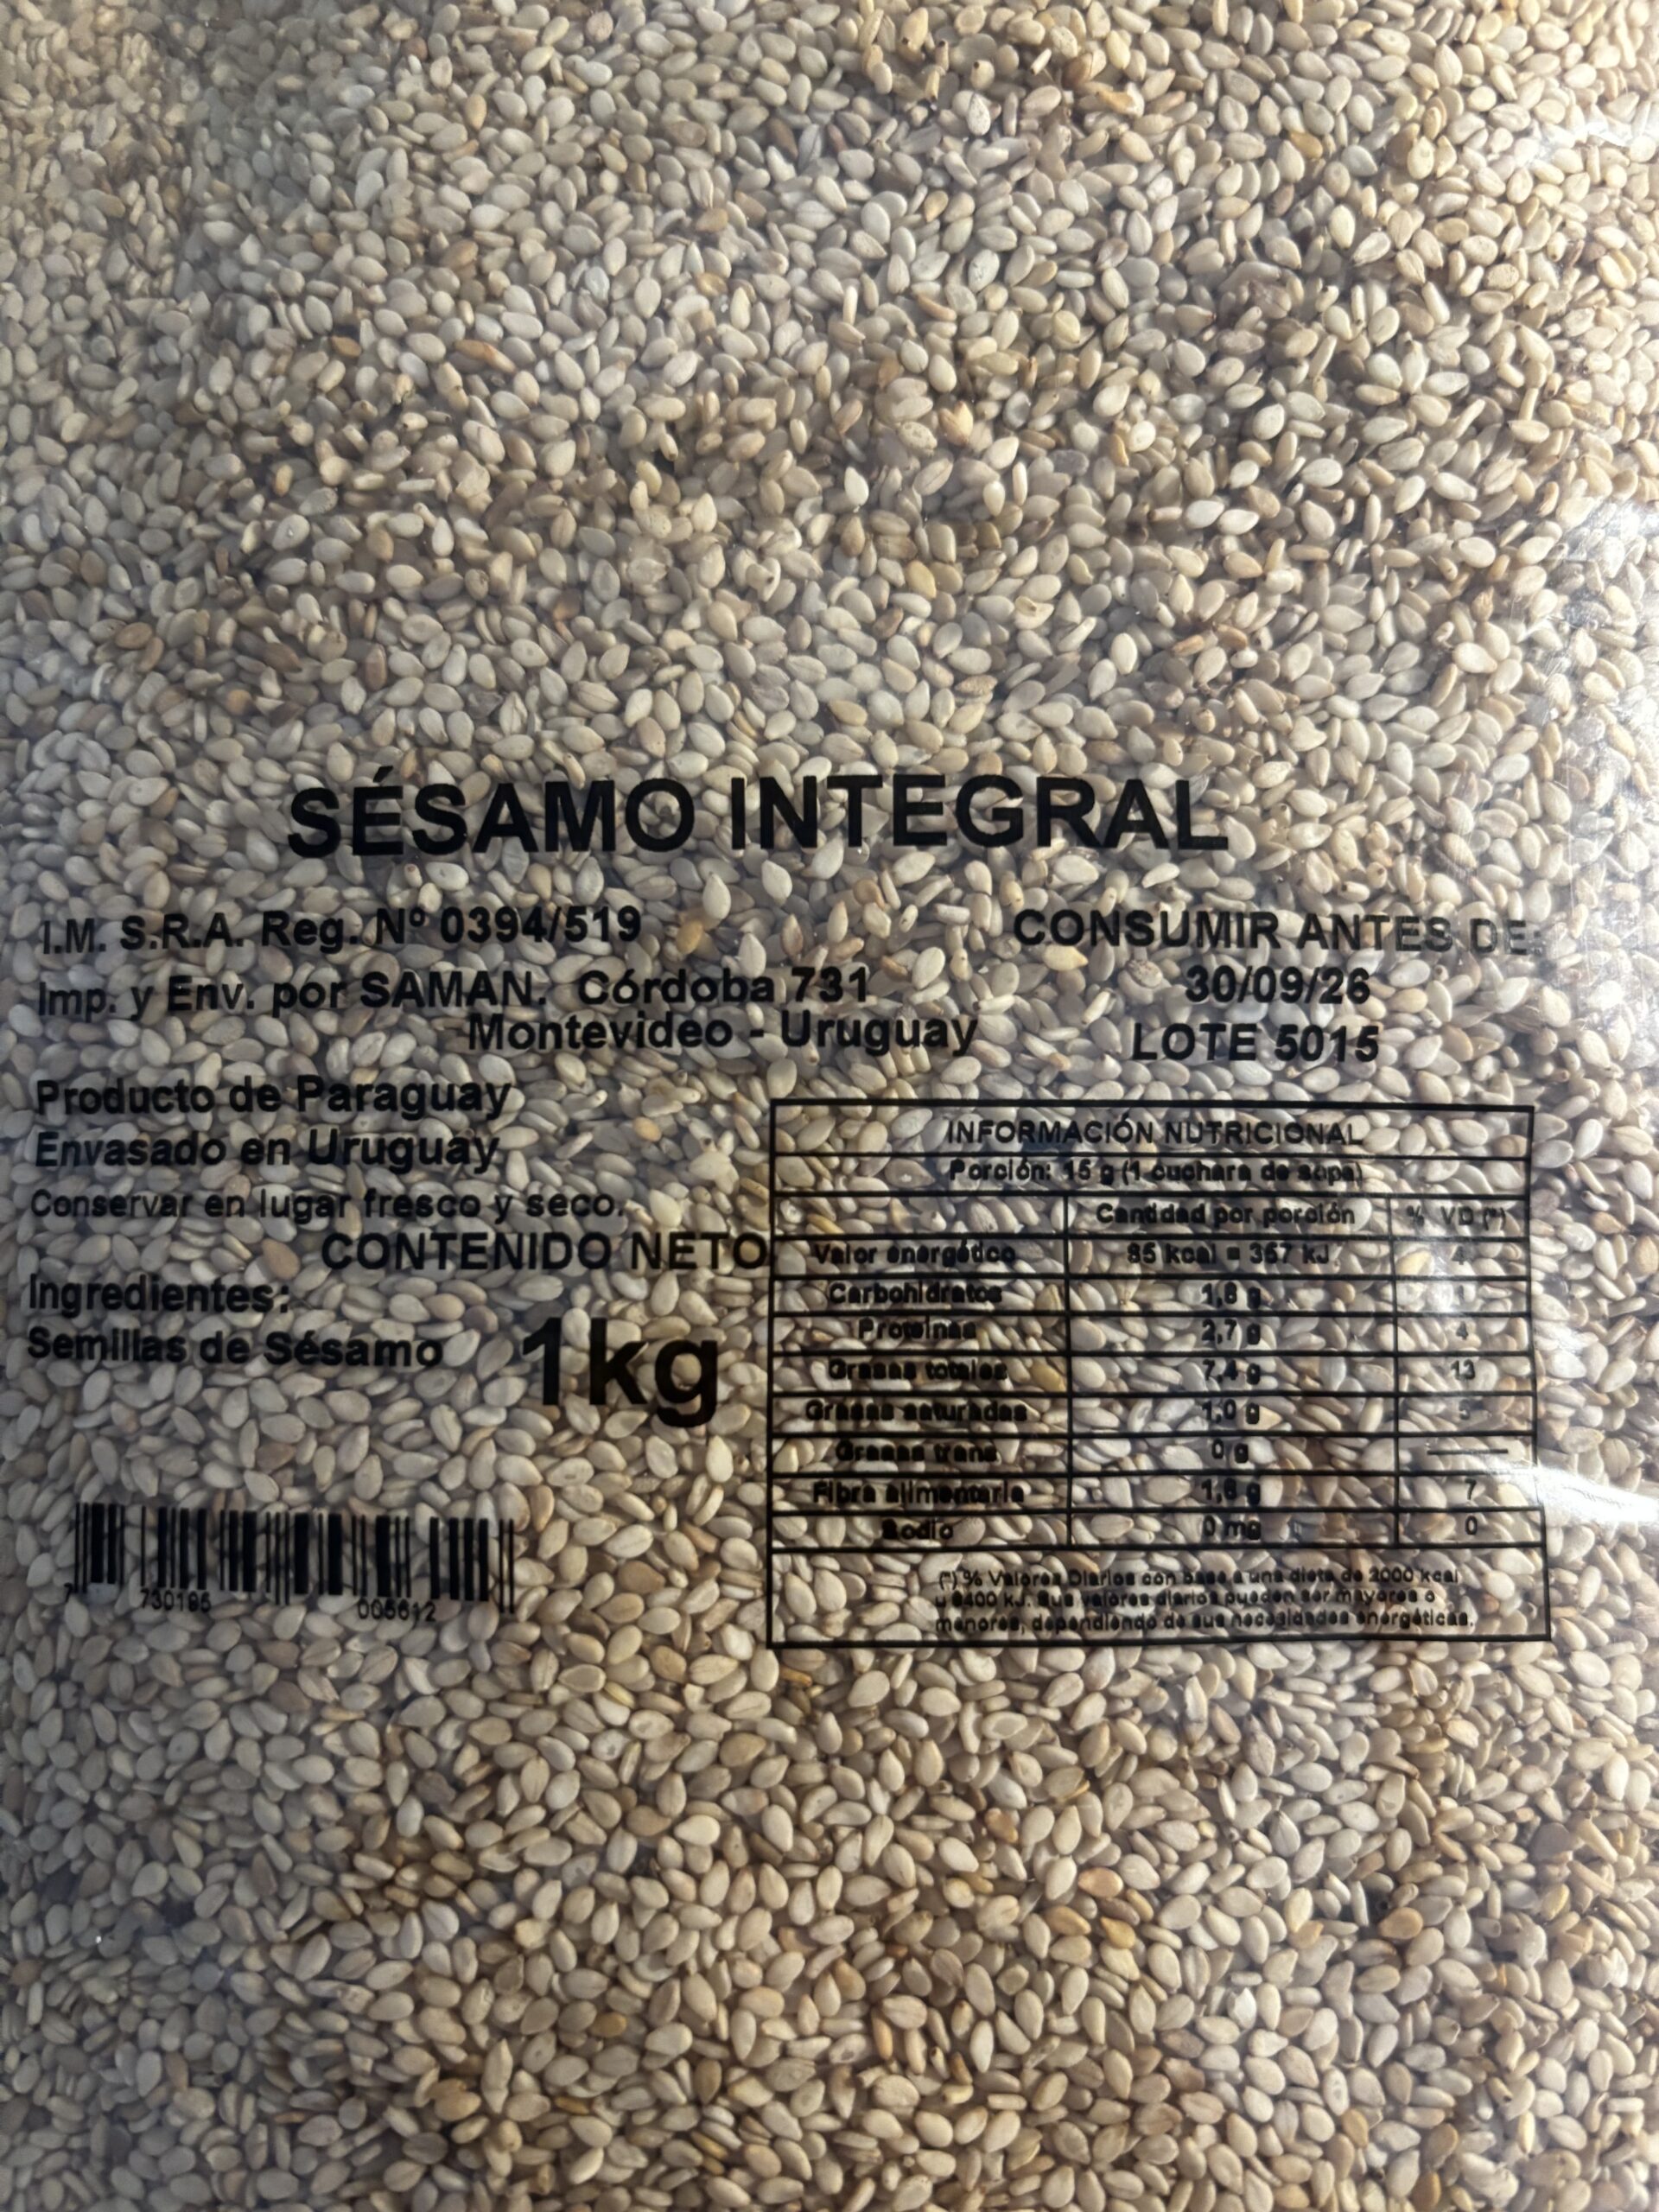 SÉSAMO INTEGRAL
I.M. S.R.A. Reg. Nº 0394/519
Imp. y Env. por SAMAN. Córdoba 731
Montevideo - Uruguay
CONSUMIR ANTES DE:
30/09/26
LOTE 5015
Producto de Paraguay
Envasado en Uruguay
Conservar en lugar fresco y seco.
CONTENIDO NETO
1kg
Ingredientes:
Semillas de Sésamo
7 730185 005612
INFORMACIÓN NUTRICIONAL
Porción: 15 g (1 cuchara de sopa)
Cantidad por porción % VD (*)
Valor energético 85 kcal = 357 kJ 4
Carbohidratos 1,8 g
Proteínas 2,7 g 4
Grasas totales 7,4 g 13
Grasas saturadas 1,0 g
Grasas trans 0 g
Fibra alimentaria 1,8 g 7
Sodio 0 mg 0
(*) % Valores Diarios con base a una dieta de 2000 kcal
u 8400 kJ. Sus valores diarios pueden ser mayores o
menores, dependiendo de sus necesidades energéticas.